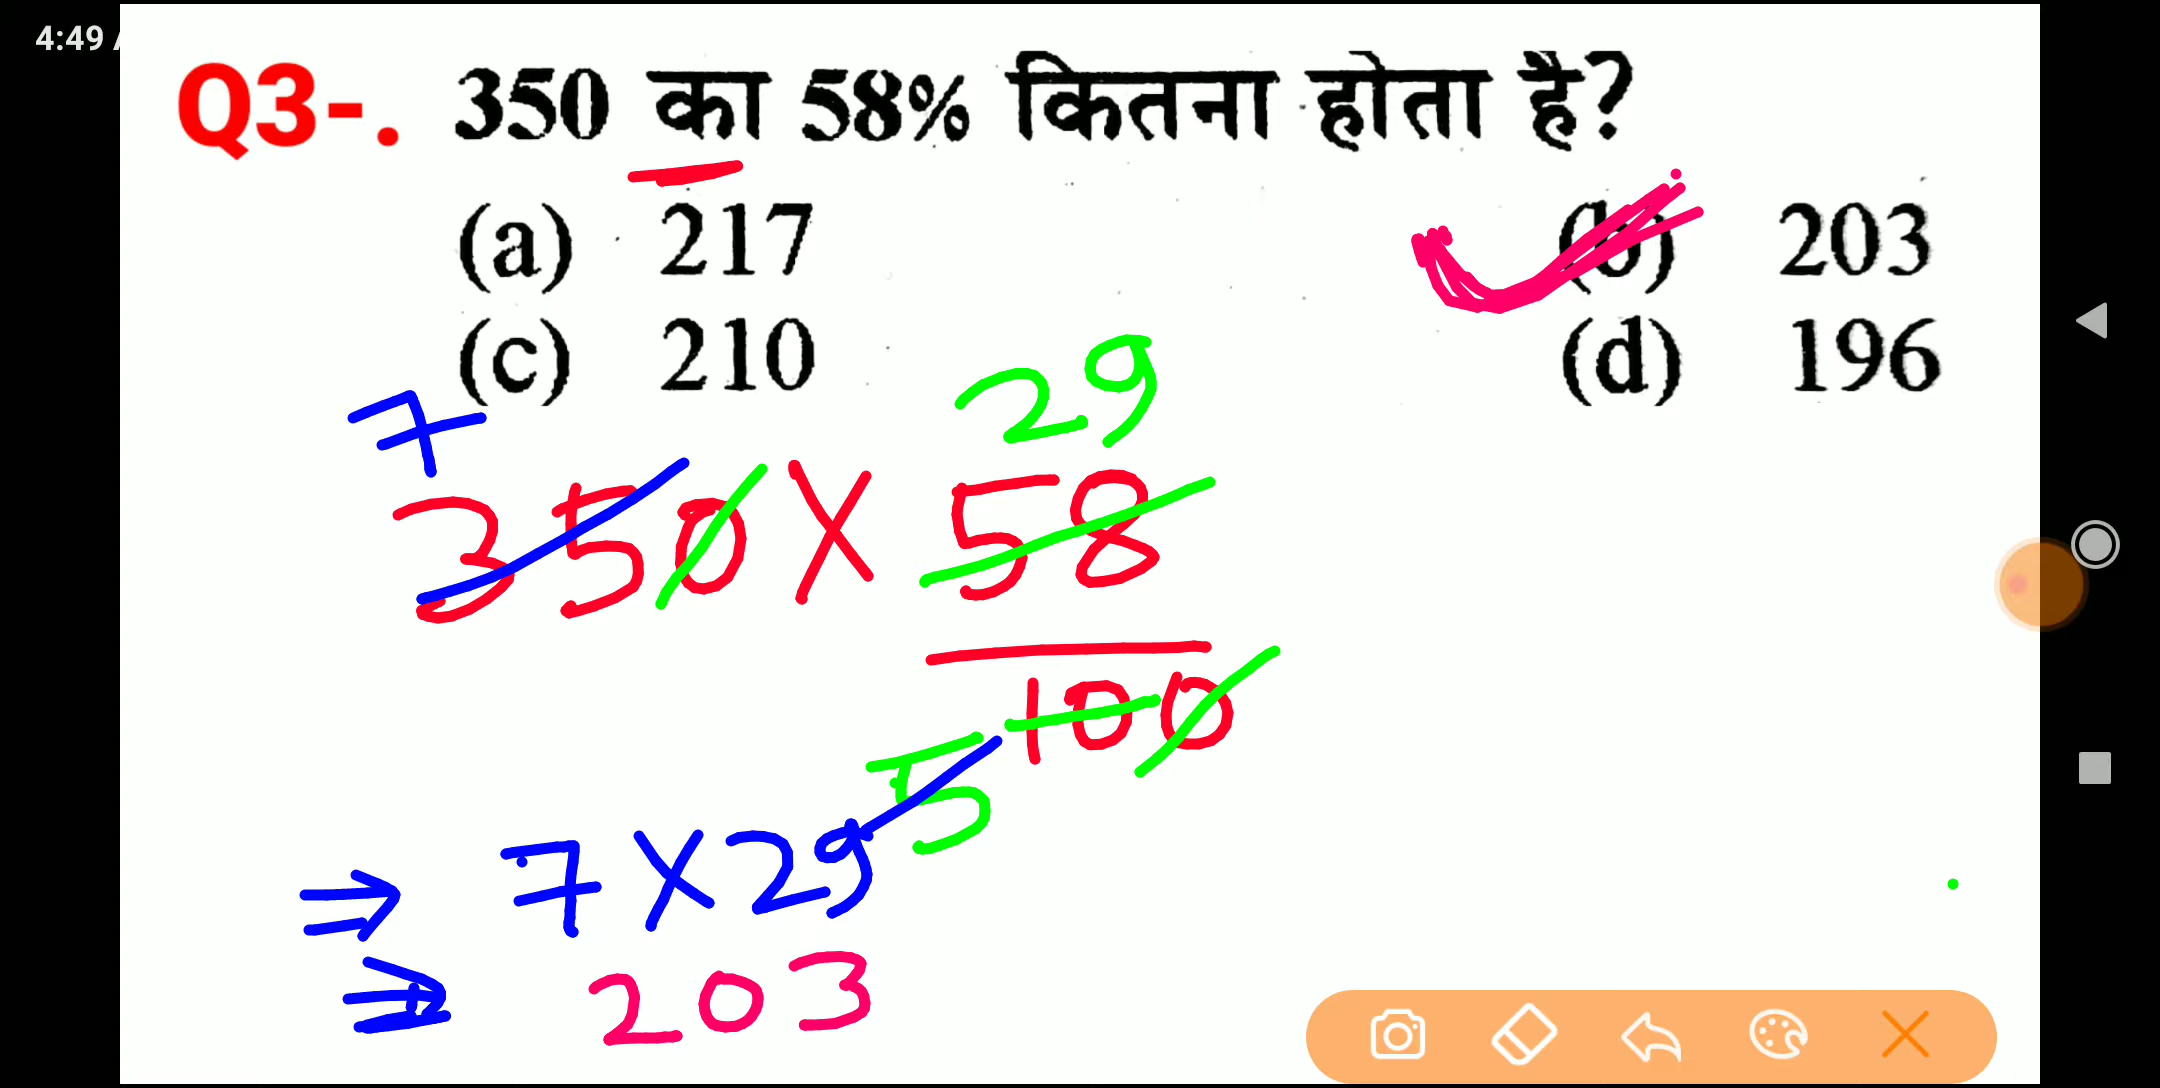 4:49
Q3-. 350 का 58% कितना होता है?
(a) 217 (b) 203
(c) 210 (d) 196
7 29
350 X 58
100
5
⇒ 7 X 29
⇒ 203